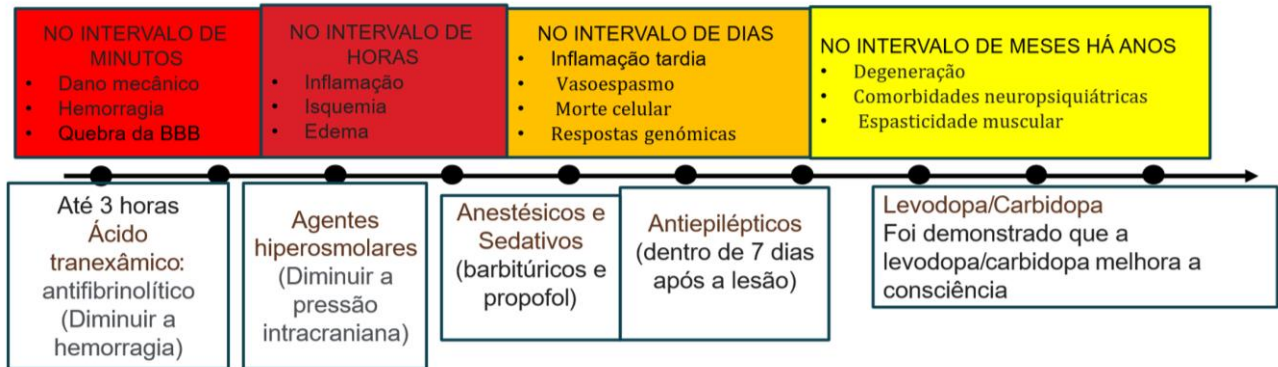 NO INTERVALO DE
MINUTOS
• Dano mecânico
• Hemorragia
• Quebra da BBB
NO INTERVALO DE
HORAS
• Inflamação
• Isquemia
• Edema
NO INTERVALO DE DIAS
• Inflamação tardia
• Vasoespasmo
• Morte celular
• Respostas genómicas
NO INTERVALO DE MESES HÁ ANOS
• Degeneração
• Comorbidades neuropsiquiátricas
• Espasticidade muscular
Até 3 horas
Ácido
tranexâmico:
antifibrinolítico
(Diminuir a
hemorragia)
Agentes
hiperosmolares
(Diminuir a
pressão
intracraniana)
Anestésicos e
Sedativos
(barbitúricos e
propofol)
Antiepilépticos
(dentro de 7 dias
após a lesão)
Levodopa/Carbidopa
Foi demonstrado que a
levodopa/carbidopa melhora a
consciência